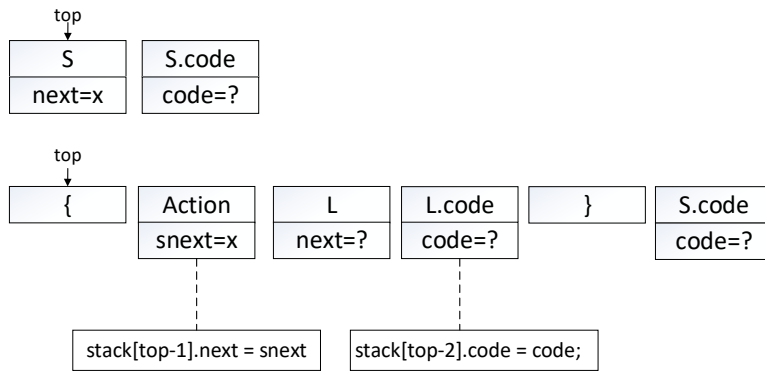 top
S S.code
next=x code=?
top
{ Action L L.code } S.code
snext=x next=? code=? code=?
stack[top-1].next = snext stack[top-2].code = code;